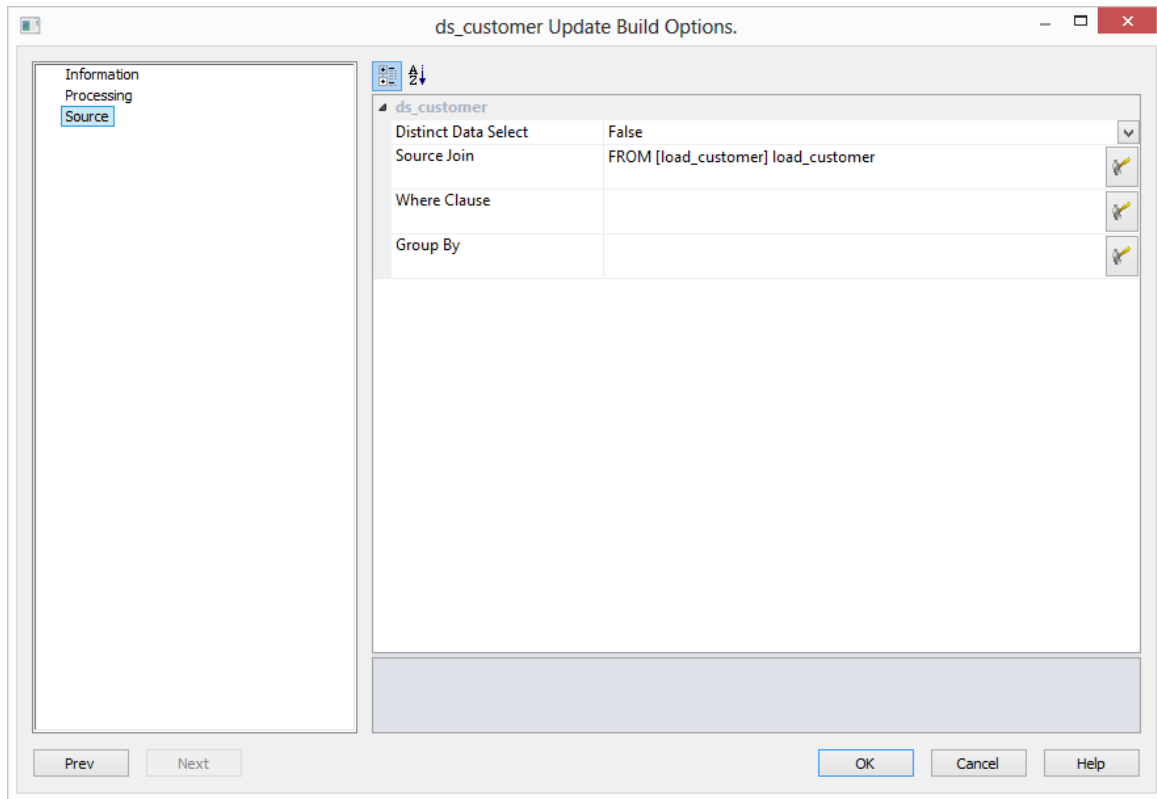 ds_customer Update Build Options.
Information
Processing
Source
ds_customer
Distinct Data Select False
Source Join FROM [load_customer] load_customer
Where Clause
Group By
Prev Next OK Cancel Help